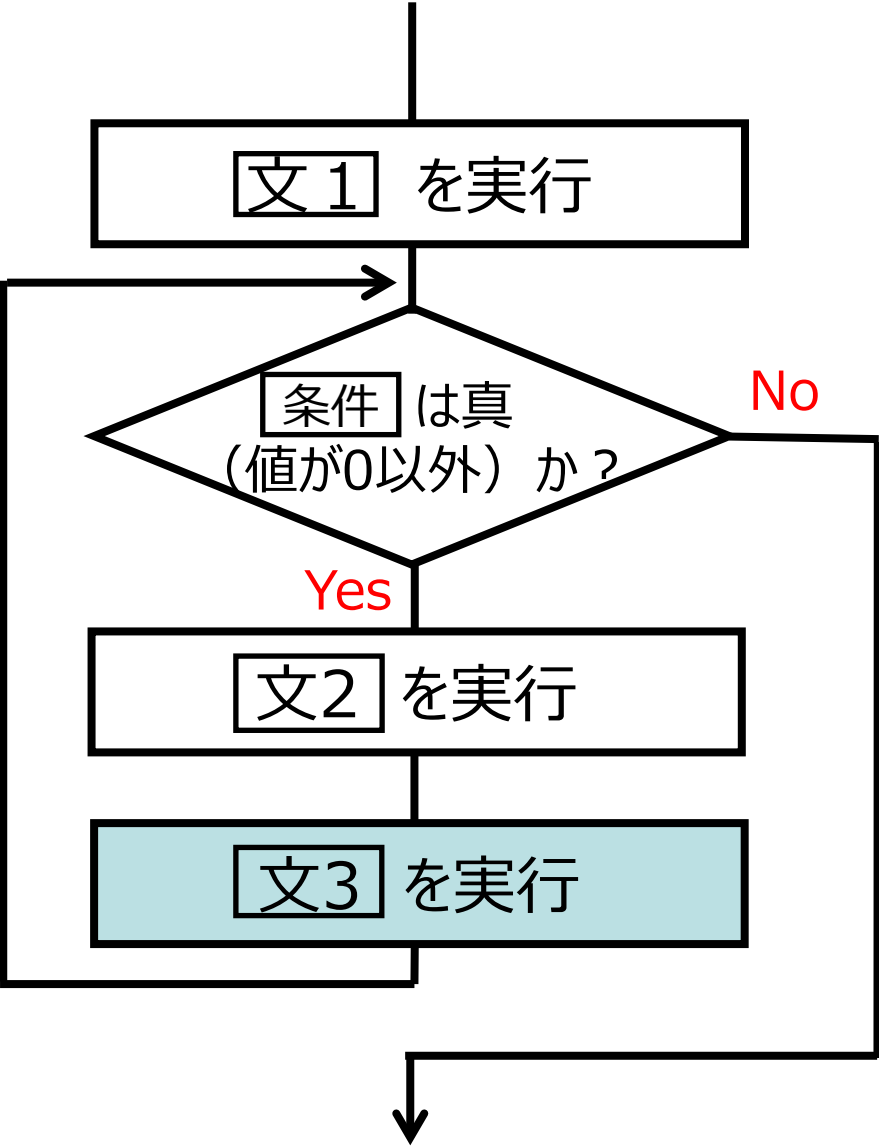 文１ を実行
条件 は真
（値が0以外）か？
No
Yes
文2 を実行
文3 を実行